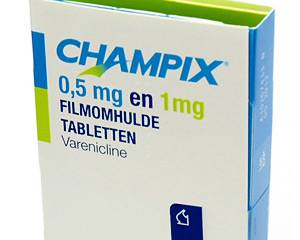 CHAMPIX®
0,5 mg en 1mg
FILMOMHULDE
TABLETTEN
Varenicline